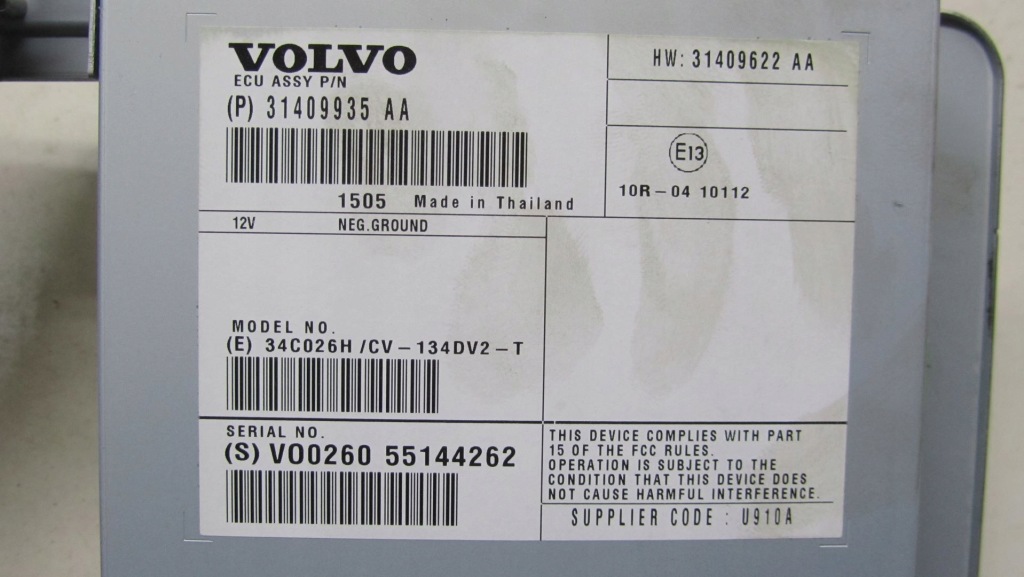 VOLVO
ECU ASSY P/N
(P) 31409935 AA
1505 Made in Thailand
HW: 31409622 AA
E13
10R-04 10112
12V NEG.GROUND
MODEL NO.
(E) 34C026H /CV-134DV2-T
SERIAL NO.
(S) VO0260 55144262
THIS DEVICE COMPLIES WITH PART
15 OF THE FCC RULES.
OPERATION IS SUBJECT TO THE
CONDITION THAT THIS DEVICE DOES
NOT CAUSE HARMFUL INTERFERENCE.
SUPPLIER CODE : U910A